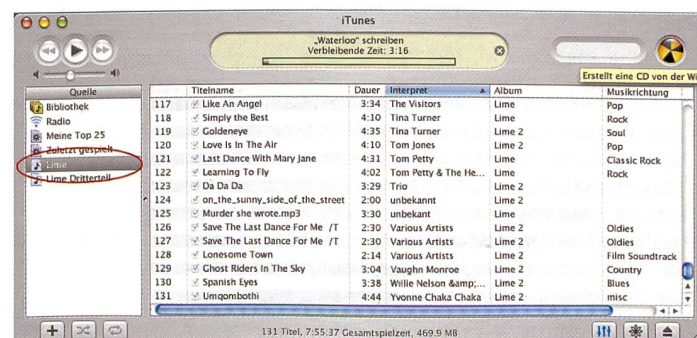 iTunes
„Waterloo“ schreiben
Verbleibende Zeit: 3:16
Erstellt eine CD von der Wi
Quelle
Bibliothek
Radio
Meine Top 25
Zuletzt gespielt
Lime
Lime Dritterteil
Titelname Dauer Interpret Album Musikrichtung
117 Like An Angel 3:34 The Visitors Lime Pop
118 Simply the Best 4:10 Tina Turner Lime Rock
119 Goldeneye 4:35 Tina Turner Lime 2 Soul
120 Love Is In The Air 4:10 Tom Jones Lime 2 Pop
121 Last Dance With Mary Jane 4:31 Tom Petty Lime Classic Rock
122 Learning To Fly 4:02 Tom Petty & The He... Lime Rock
123 Da Da Da 3:29 Trio Lime 2
124 on_the_sunny_side_of_the_street 2:00 unbekannt Lime 2
125 Murder she wrote.mp3 3:30 unbekant Lime
126 Save The Last Dance For Me /T 2:30 Various Artists Lime 2 Oldies
127 Save The Last Dance For Me /T 2:30 Various Artists Lime 2 Oldies
128 Lonesome Town 2:14 Various Artists Lime 2 Film Soundtrack
129 Ghost Riders In The Sky 3:04 Vaughn Monroe Lime 2 Country
130 Spanish Eyes 3:38 Willie Nelson &amp;... Lime 2 Blues
131 Umqombothi 4:44 Yvonne Chaka Chaka Lime 2 misc
131 Titel, 7:55:37 Gesamtspielzeit, 469.9 MB